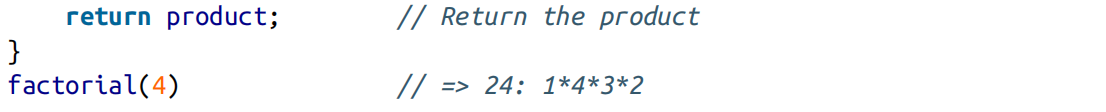 return product; // Return the product
}
factorial(4) // => 24: 1*4*3*2